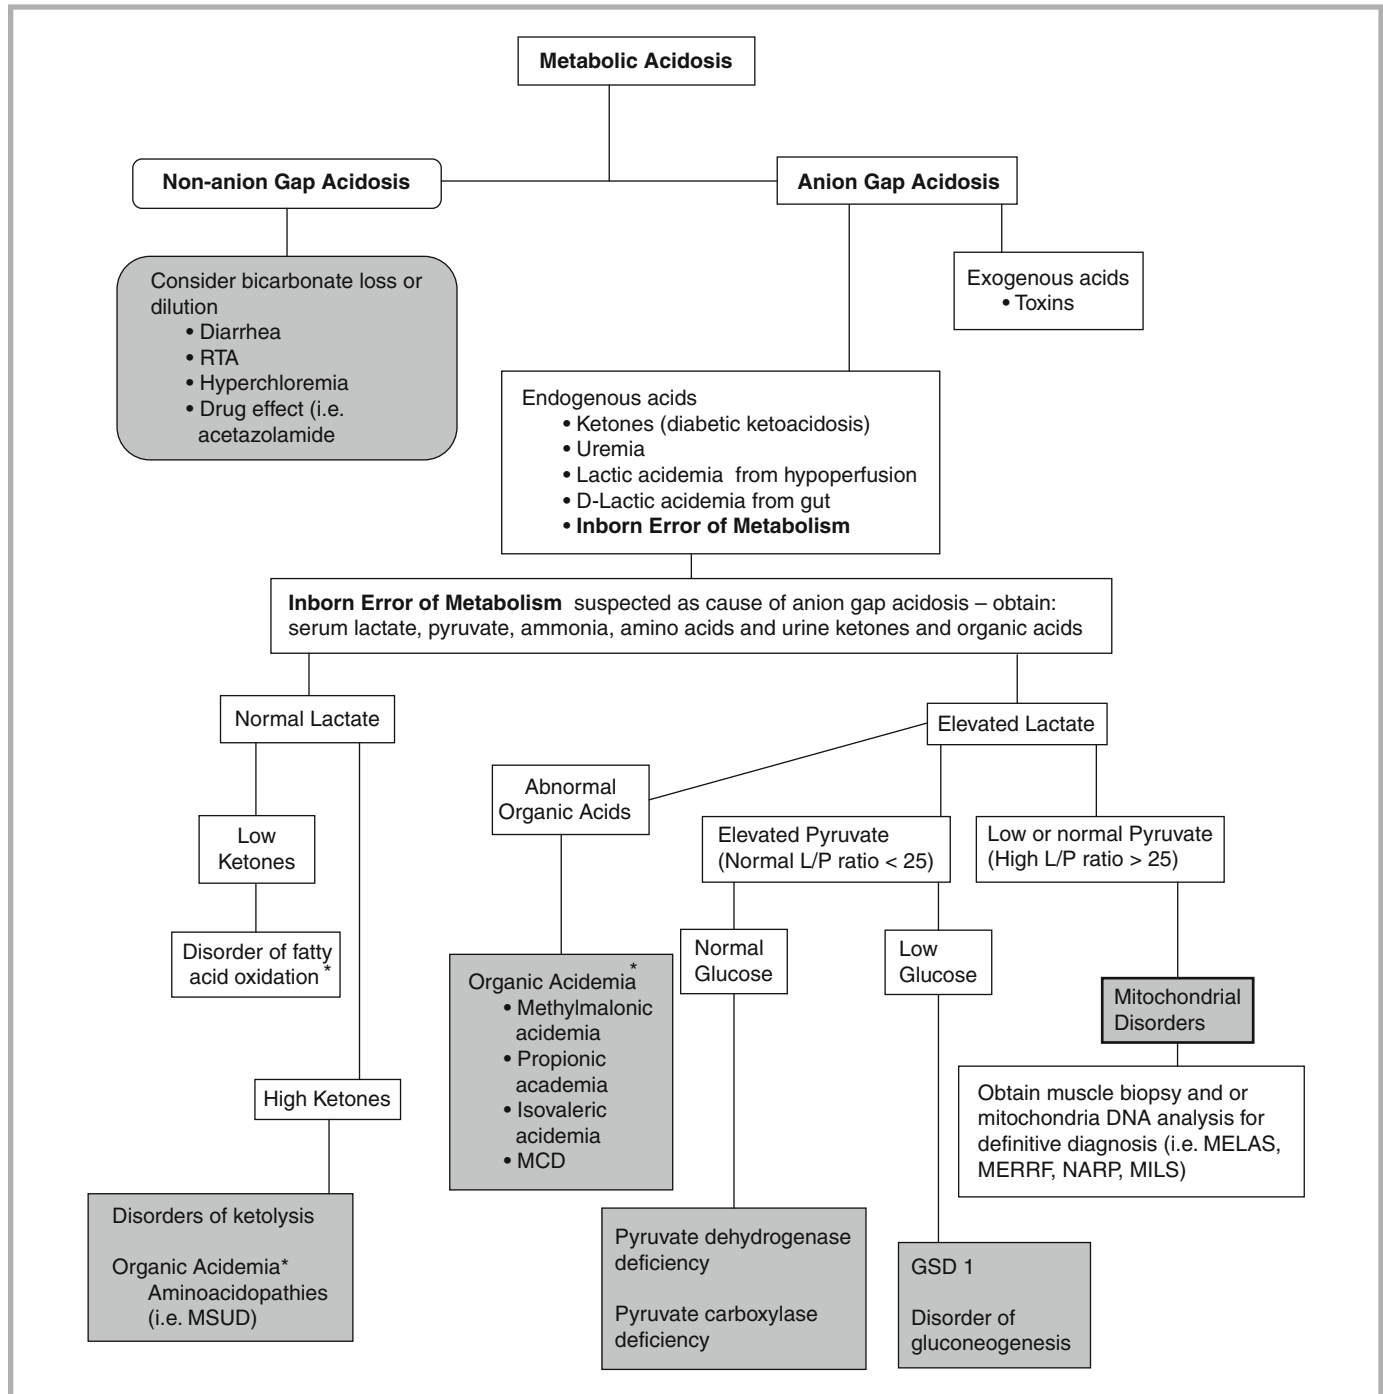 Metabolic Acidosis
Non-anion Gap Acidosis
Anion Gap Acidosis
Consider bicarbonate loss or
dilution
• Diarrhea
• RTA
• Hyperchloremia
• Drug effect (i.e.
acetazolamide
Exogenous acids
• Toxins
Endogenous acids
• Ketones (diabetic ketoacidosis)
• Uremia
• Lactic acidemia from hypoperfusion
• D-Lactic acidemia from gut
• Inborn Error of Metabolism
Inborn Error of Metabolism suspected as cause of anion gap acidosis – obtain:
serum lactate, pyruvate, ammonia, amino acids and urine ketones and organic acids
Normal Lactate
Elevated Lactate
Abnormal
Organic Acids
Low
Ketones
Elevated Pyruvate
(Normal L/P ratio < 25)
Low or normal Pyruvate
(High L/P ratio > 25)
Disorder of fatty
acid oxidation *
Normal
Glucose
Low
Glucose
Organic Acidemia*
• Methylmalonic
acidemia
• Propionic
academia
• Isovaleric
acidemia
• MCD
Mitochondrial
Disorders
High Ketones
Obtain muscle biopsy and or
mitochondria DNA analysis for
definitive diagnosis (i.e. MELAS,
MERRF, NARP, MILS)
Disorders of ketolysis
Organic Acidemia*
Aminoacidopathies
(i.e. MSUD)
Pyruvate dehydrogenase
deficiency
Pyruvate carboxylase
deficiency
GSD 1
Disorder of
gluconeogenesis